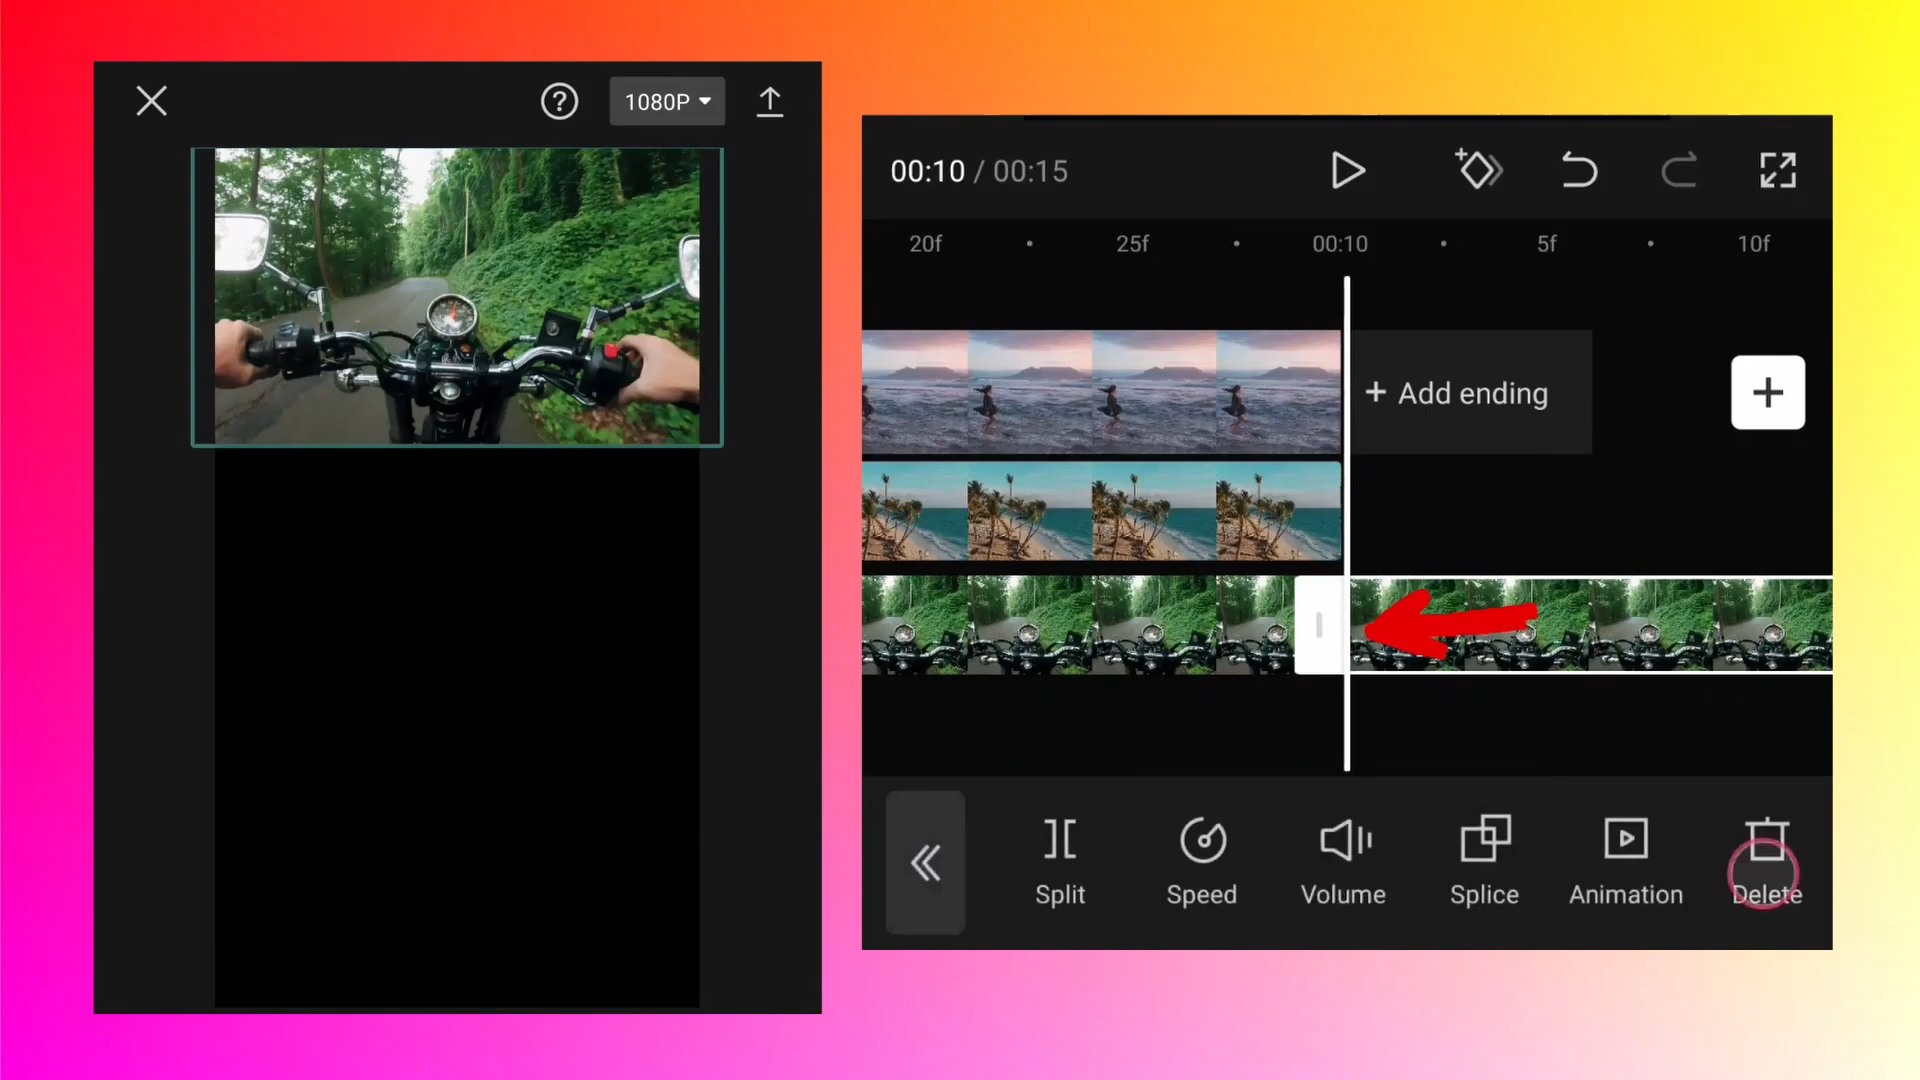 1080P
00:10 / 00:15
20f 25f 00:10 5f 10f
+ Add ending
Split Speed Volume Splice Animation Delete